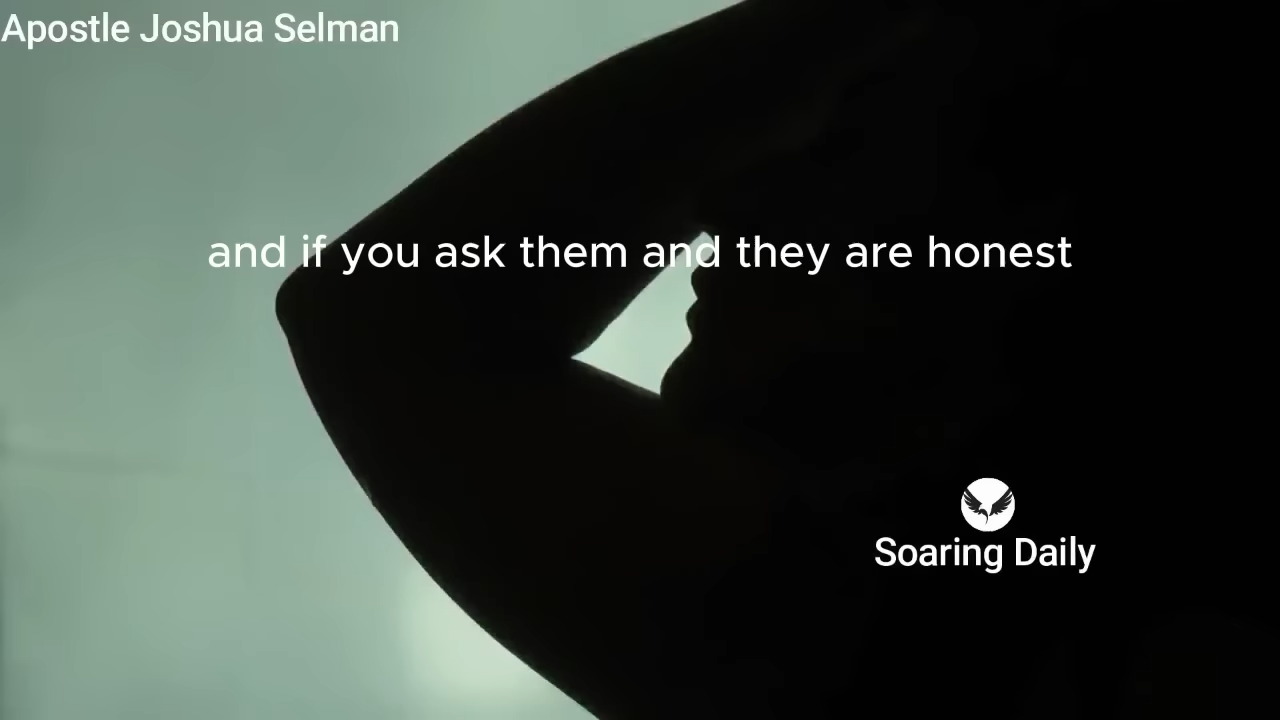 Apostle Joshua Selman
and if you ask them and they are honest
Soaring Daily